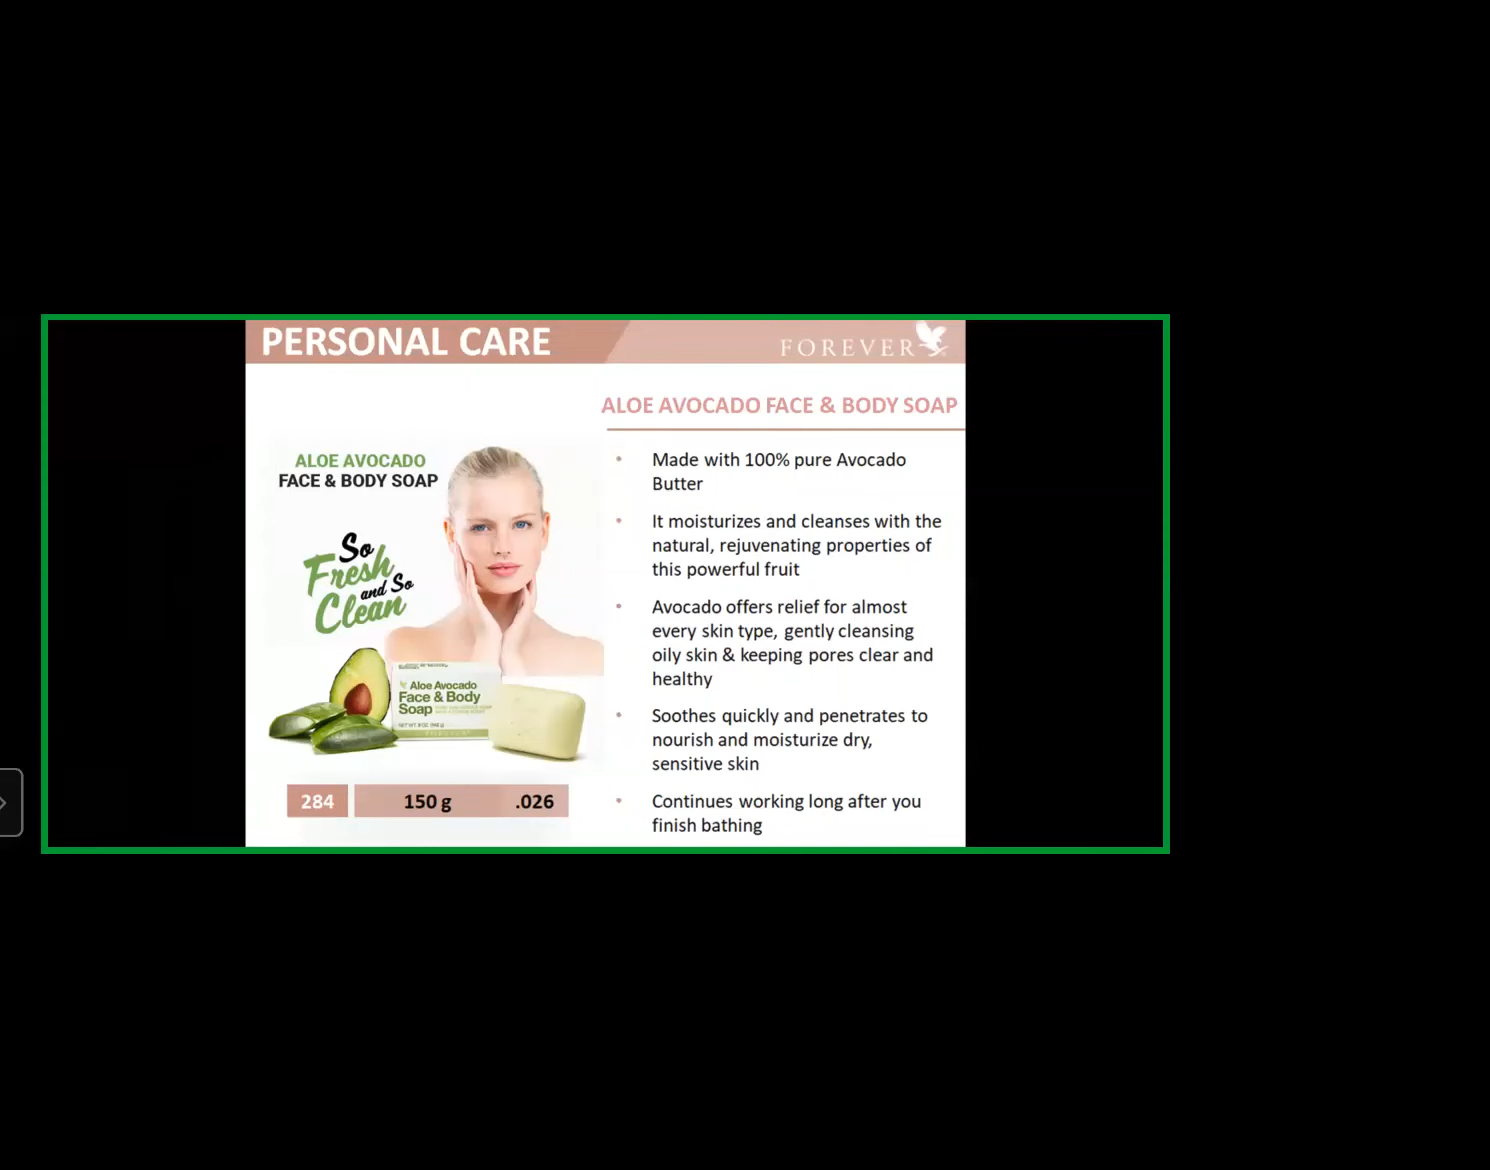 PERSONAL CARE
FOREVER
ALOE AVOCADO FACE & BODY SOAP
ALOE AVOCADO
FACE & BODY SOAP
So
Fresh
and So
Clean
Aloe Avocado
Face & Body
Soap
FOREVER
284 150 g .026
• Made with 100% pure Avocado
Butter
• It moisturizes and cleanses with the
natural, rejuvenating properties of
this powerful fruit
• Avocado offers relief for almost
every skin type, gently cleansing
oily skin & keeping pores clear and
healthy
• Soothes quickly and penetrates to
nourish and moisturize dry,
sensitive skin
• Continues working long after you
finish bathing